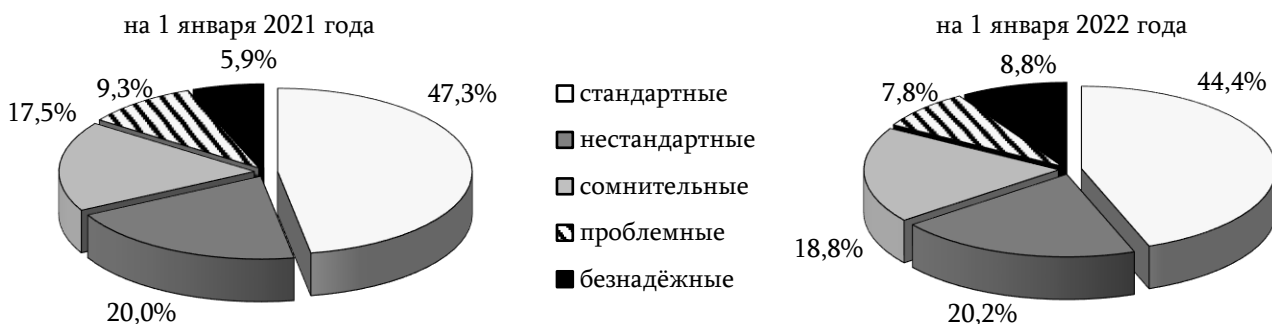 на 1 января 2021 года
5,9%
9,3%
47,3%
17,5%
20,0%
стандартные
нестандартные
сомнительные
проблемные
безнадёжные
на 1 января 2022 года
8,8%
7,8%
44,4%
18,8%
20,2%